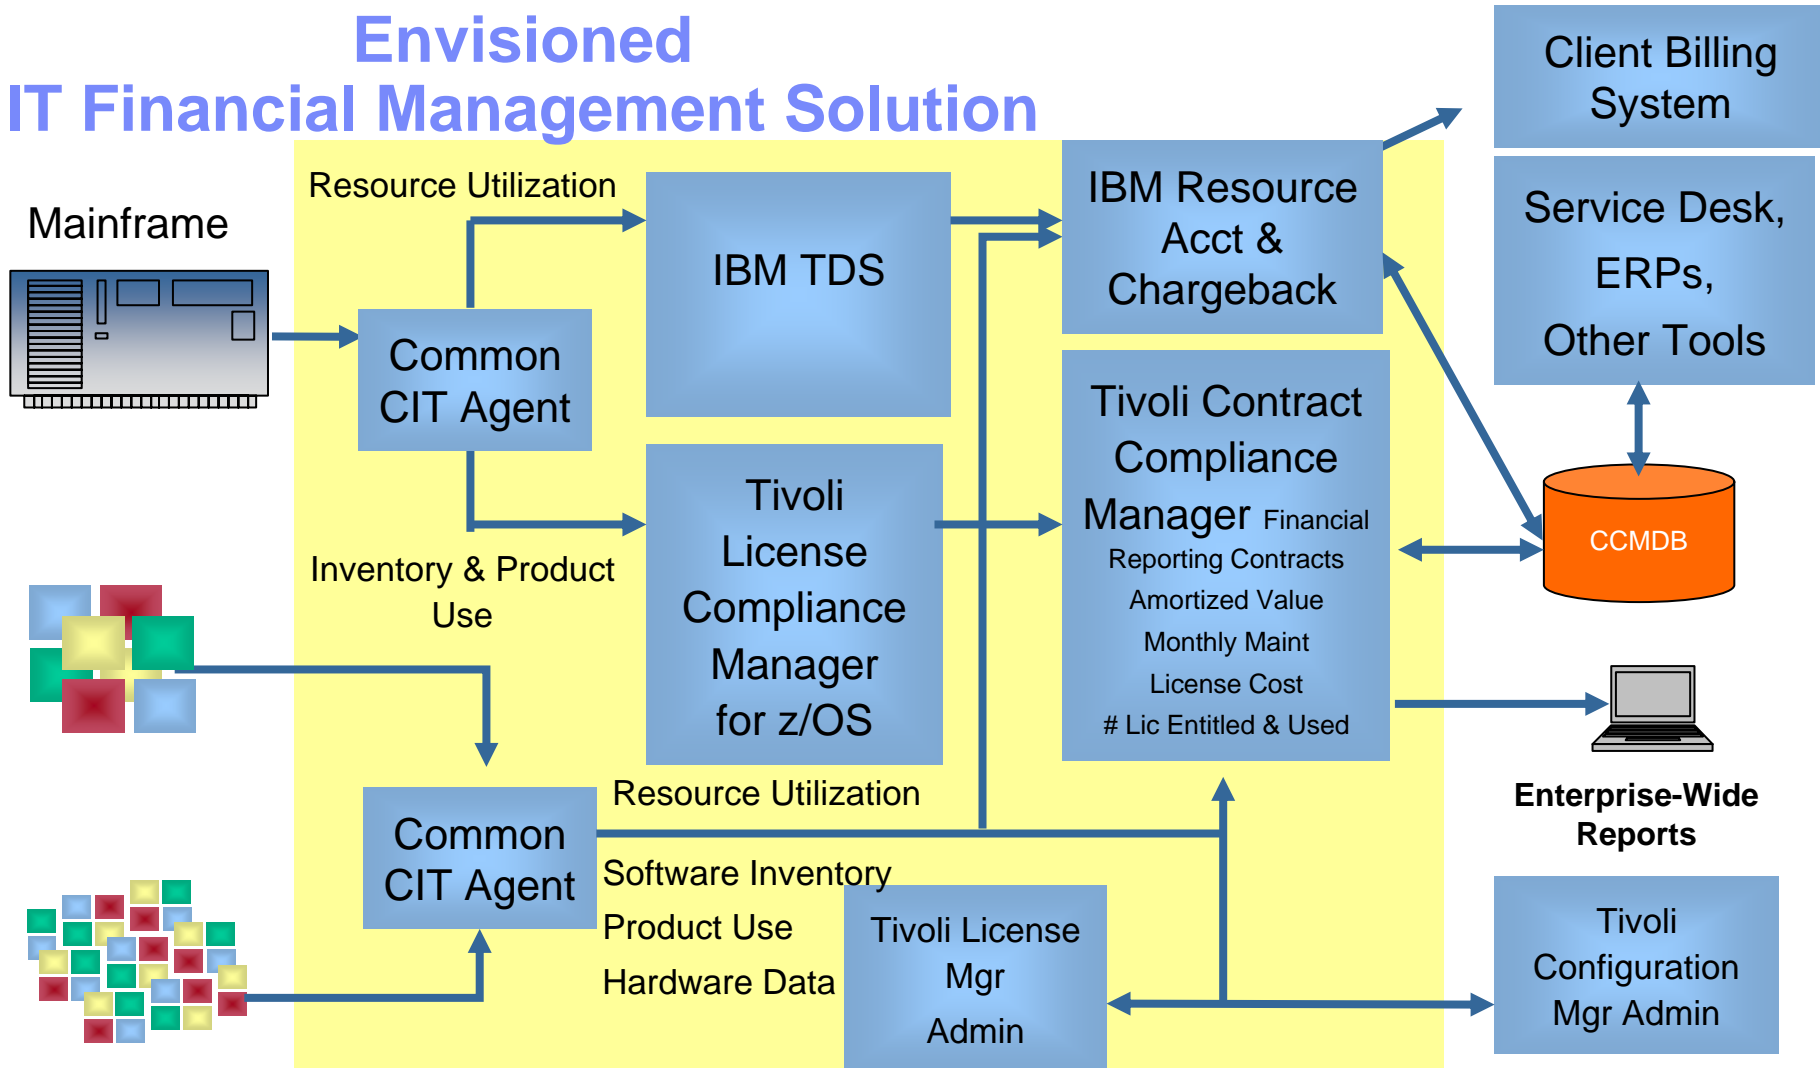 Envisioned
IT Financial Management Solution
Client Billing
System
Resource Utilization
Mainframe
IBM TDS
IBM Resource
Acct &
Chargeback
Service Desk,
ERPs,
Other Tools
Common
CIT Agent
Tivoli Contract
Compliance
Manager Financial
Reporting Contracts
Amortized Value
Monthly Maint
License Cost
# Lic Entitled & Used
Tivoli
License
Compliance
Manager
for z/OS
CCMDB
Inventory & Product
Use
Resource Utilization
Enterprise-Wide
Reports
Common
CIT Agent
Software Inventory
Product Use
Hardware Data
Tivoli License
Mgr
Admin
Tivoli
Configuration
Mgr Admin